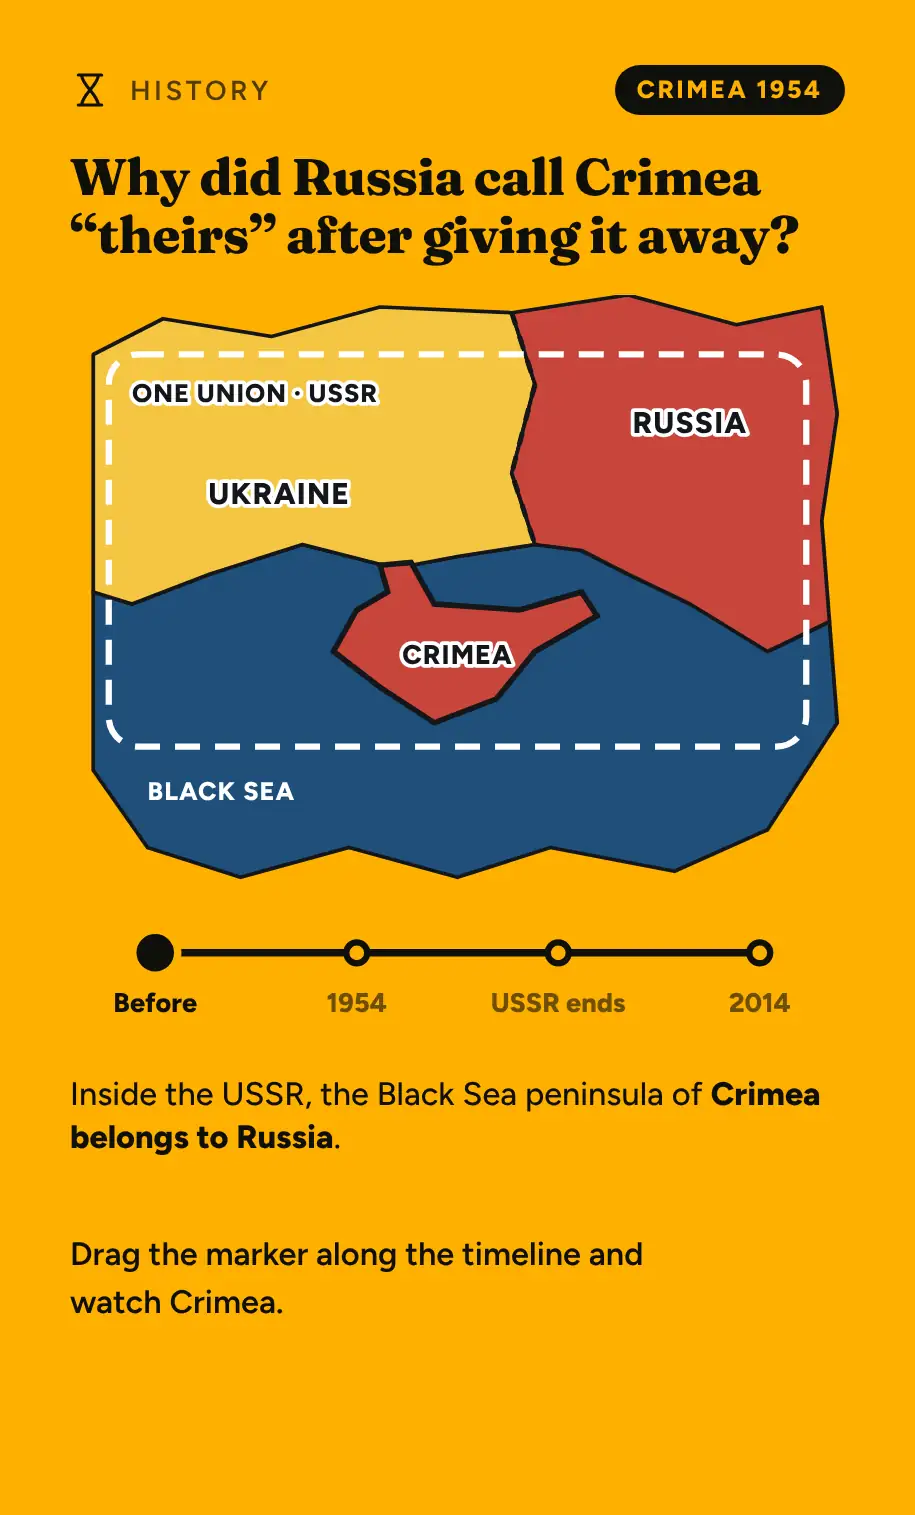 HISTORY
CRIMEA 1954
Why did Russia call Crimea
“theirs” after giving it away?
ONE UNION · USSR
RUSSIA
UKRAINE
CRIMEA
BLACK SEA
Before
1954
USSR ends
2014
Inside the USSR, the Black Sea peninsula of Crimea
belongs to Russia.
Drag the marker along the timeline and
watch Crimea.